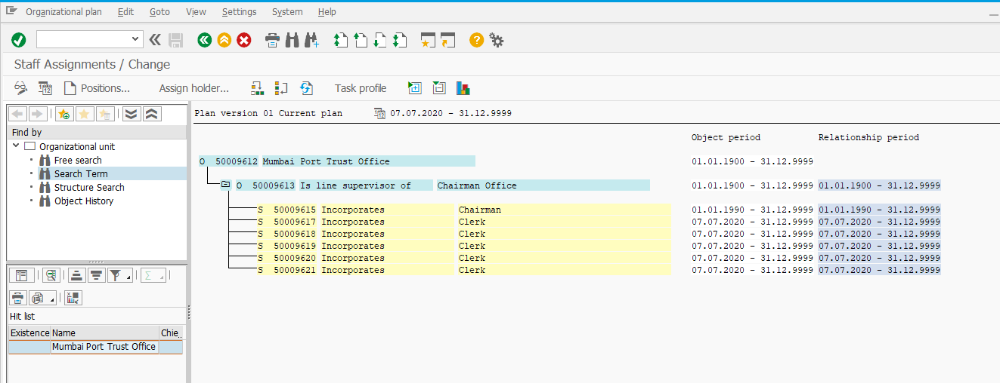 Organizational plan Edit Goto View Settings System Help
Staff Assignments / Change
Positions... Assign holder... Task profile
Find by
Organizational unit
Free search
Search Term
Structure Search
Object History
Hit list
Existence Name Chie..
Mumbai Port Trust Office
Plan version 01 Current plan 07.07.2020 - 31.12.9999
Object period Relationship period
O 50009612 Mumbai Port Trust Office 01.01.1900 - 31.12.9999
O 50009613 Is line supervisor of Chairman Office 01.01.1900 - 31.12.9999 01.01.1900 - 31.12.9999
S 50009615 Incorporates Chairman 01.01.1990 - 31.12.9999 01.01.1990 - 31.12.9999
S 50009617 Incorporates Clerk 07.07.2020 - 31.12.9999 07.07.2020 - 31.12.9999
S 50009618 Incorporates Clerk 07.07.2020 - 31.12.9999 07.07.2020 - 31.12.9999
S 50009619 Incorporates Clerk 07.07.2020 - 31.12.9999 07.07.2020 - 31.12.9999
S 50009620 Incorporates Clerk 07.07.2020 - 31.12.9999 07.07.2020 - 31.12.9999
S 50009621 Incorporates Clerk 07.07.2020 - 31.12.9999 07.07.2020 - 31.12.9999